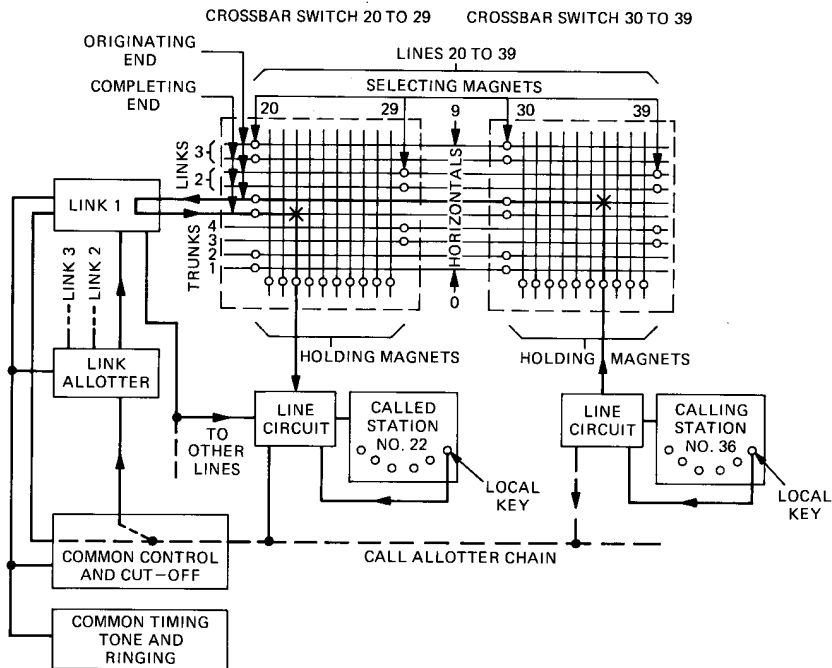 CROSSBAR SWITCH 20 TO 29
CROSSBAR SWITCH 30 TO 39
ORIGINATING
END
LINES 20 TO 39
COMPLETING
END
SELECTING MAGNETS
20
29
9
30
39
LINKS
3
2
HORIZONTALS
LINK 1
TRUNKS
4
3
2
1
0
LINK 3
LINK 2
HOLDING MAGNETS
HOLDING MAGNETS
LINK
ALLOTTER
LINE
CIRCUIT
CALLED
STATION
NO. 22
LINE
CIRCUIT
CALLING
STATION
NO. 36
TO
OTHER
LINES
LOCAL
KEY
LOCAL
KEY
COMMON CONTROL
AND CUT-OFF
CALL ALLOTTER CHAIN
COMMON TIMING
TONE AND
RINGING